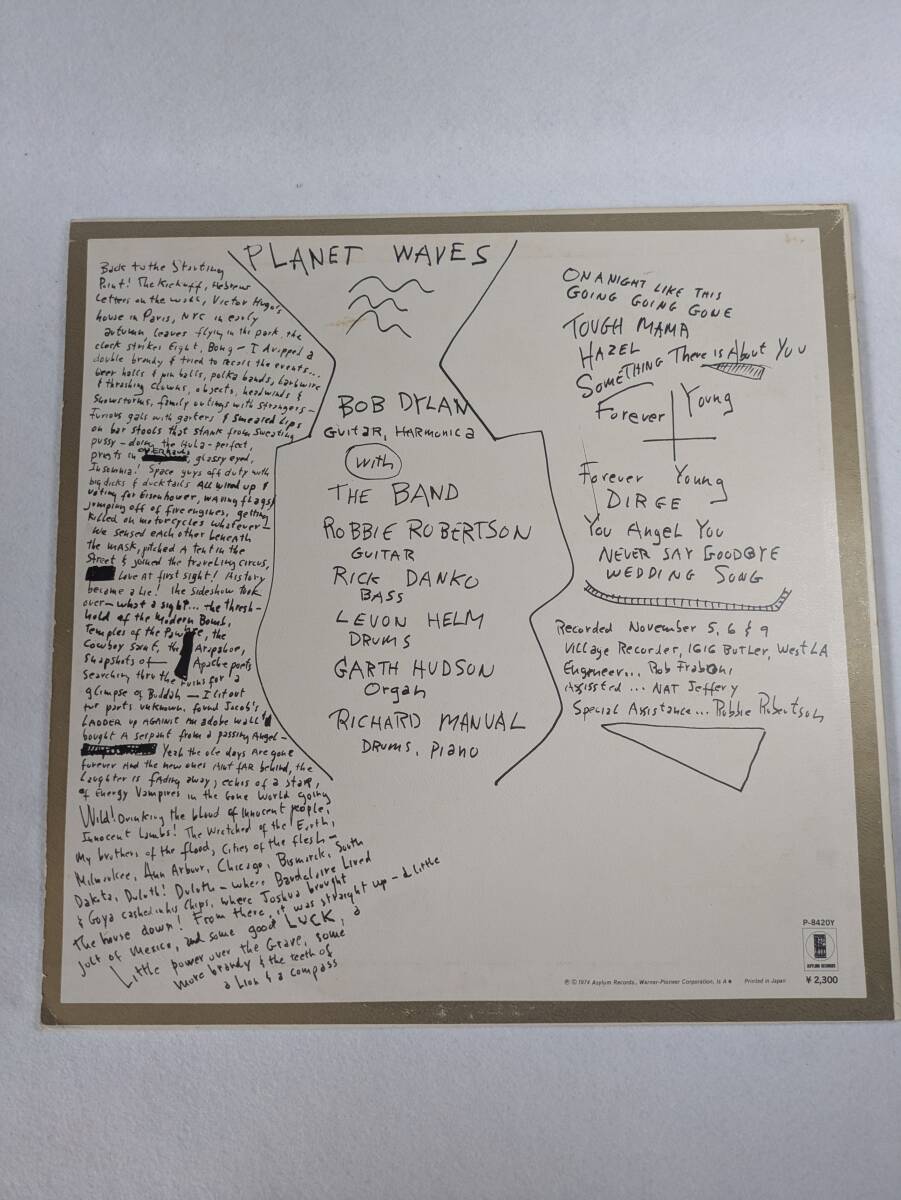 PLANET WAVES
Back to the Starting
Point! The Kickoff, Hebrew
Letters on the wall, Victor Hugo's
house in Paris, NYC in early
autumn leaves flying in the park, the
clock strikes Eight, Bong – I dropped a
double brandy & tried to recall the events...
beer halls & pin balls, polka bands, barbwire
& thrashing clowns, objects, headwinds &
Snowstorms, family outings with strangers –
Furious gals with garters & smeared Lips
on bar stools that stank from sweating
pussy – doing the Hula – perfect,
priests in OVERHAULS, glassy eyed,
Insomnia! Space guys off duty with
big dicks & ducktails All wired up &
voting for Eisenhower, waving flags &
jumping off of fire engines, getting
Killed on motorcycles whatever –
We sensed each other beneath
the MASK, pitched A tent in the
Street & joined the traveling circus,
Love At first sight! History
became a Lie! the sideshow took
over – what a sight... the thresh-
hold of the Modern Bomb,
Temples of the Pawnee, the
Cowboy Saint, the Arapahoe,
Snapshots of – Apache poets
searching thru the ruins for a
glimpse of Buddah – I lit out
for parts unknown, found Jacob's
LADDER up AGAINST An adobe wall &
bought A serpant from a passing Angel –
Yeah the ole days Are gone
forever And the new ones Aint fAR behind, the
Laughter is fAding away, echos of a staR,
of Energy Vampires in the Gone World going
Wild! Drinking the blood of innocent people,
Innocent Lambs! The Wretched of the Earth,
My brothers of the flood, Cities of the flesh –
Milwaukee, Ann Arbour, Chicago, Bismarck, South
Dakota, Duluth! Duluth – where Baudelaire Lived
& Goya cashed in his Chips, where Joshua brought
the house down! From there, it was straight up – a little
jolt of Mexico, and some good LUCK, a
Little power over the Grave, some
more brandy & the teeth of
a Lion & a compass
BOB DYLAN
GUITAR, HARMONICA
with
THE BAND
ROBBIE ROBERTSON
GUITAR
RICK DANKO
BASS
LEVON HELM
DRUMS
GARTH HUDSON
Organ
RICHARD MANUAL
DRUMS, Piano
ON A NIGHT LIKE THIS
GOING GOING GONE
TOUGH MAMA
HAZEL
SOMETHING There is About You
Forever Young
Forever Young
DIRGE
You Angel You
NEVER SAY GOODBYE
WEDDING SONG
Recorded November 5, 6 & 9
Village Recorder, 1616 Butler, West LA
Engineer... Rob Fraboni
Assisted ... NAT Jeffery
Special Assistance... Robbie Robertson
P-8420Y
ASYLUM RECORDS
¥2,300
℗ © 1974 Asylum Records., Warner-Pioneer Corporation, Printed in Japan